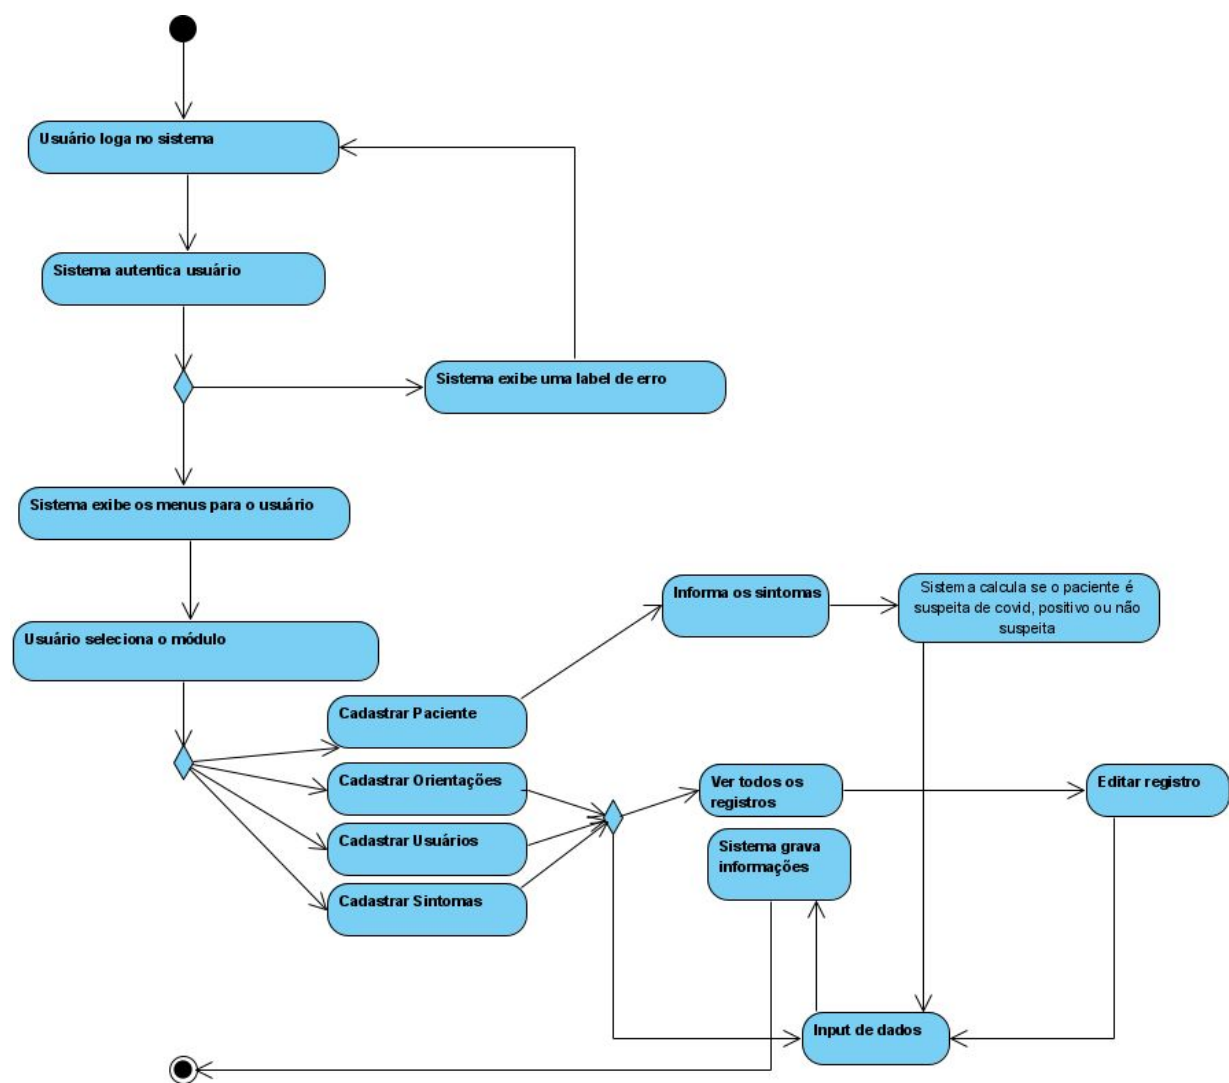 Usuário loga no sistema
Sistema autentica usuário
Sistema exibe uma label de erro
Sistema exibe os menus para o usuário
Informa os sintomas
Sistema calcula se o paciente é
suspeita de covid, positivo ou não
suspeita
Usuário seleciona o módulo
Cadastrar Paciente
Cadastrar Orientações
Ver todos os
registros
Editar registro
Cadastrar Usuários
Sistema grava
informações
Cadastrar Sintomas
Input de dados